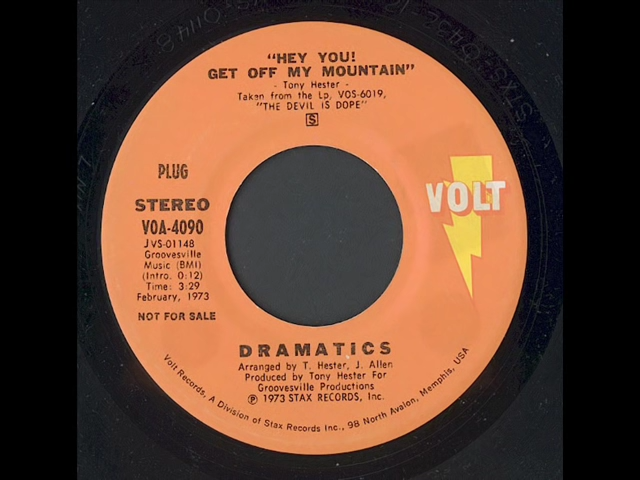 "HEY YOU!
GET OFF MY MOUNTAIN"
- Tony Hester -
Taken from the Lp, VOS-6019,
"THE DEVIL IS DOPE"
S
PLUG
STEREO
VOA-4090
JVS-01148
Groovesville
Music (BMI)
(Intro. 0:12)
Time: 3:29
February, 1973
NOT FOR SALE
VOLT
DRAMATICS
Arranged by T. Hester, J. Allen
Produced by Tony Hester For
Groovesville Productions
℗ 1973 STAX RECORDS, Inc.
Volt Records, A Division of Stax Records Inc., 98 North Avalon, Memphis, USA